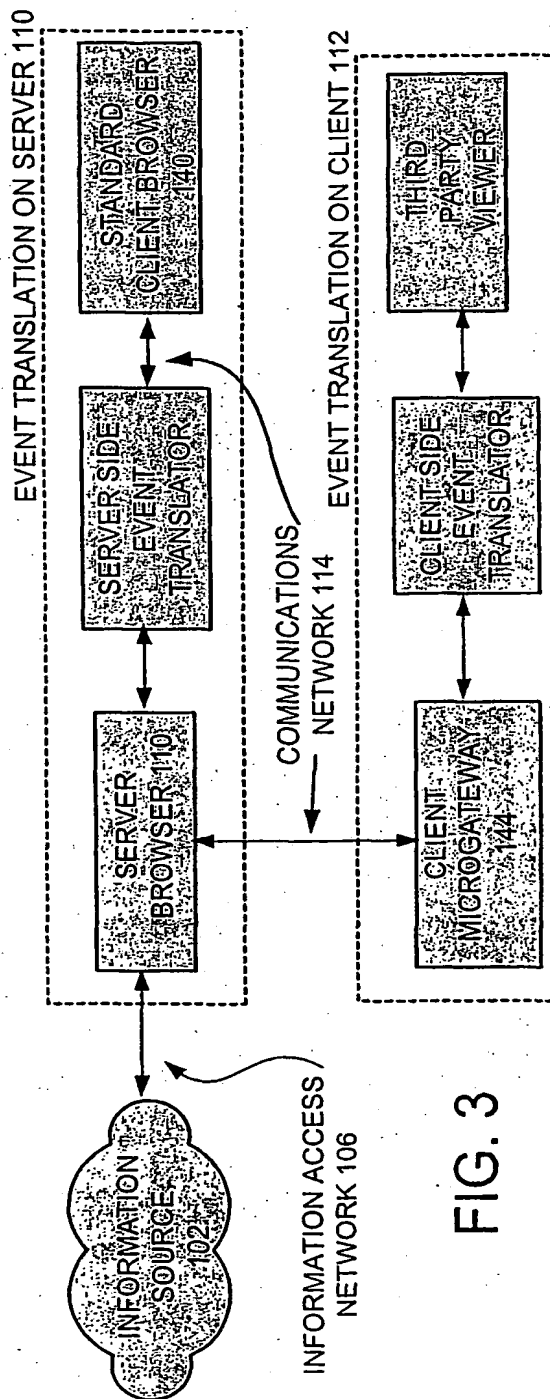 EVENT TRANSLATION ON SERVER 110
INFORMATION
SOURCE
102
INFORMATION ACCESS
NETWORK 106
SERVER
BROWSER 110
SERVER SIDE
EVENT
TRANSLATOR
STANDARD
CLIENT BROWSER
140
COMMUNICATIONS
NETWORK 114
EVENT TRANSLATION ON CLIENT 112
CLIENT
MICROGATEWAY
144
CLIENT SIDE
EVENT
TRANSLATOR
THIRD
PARTY
VIEWER
FIG. 3